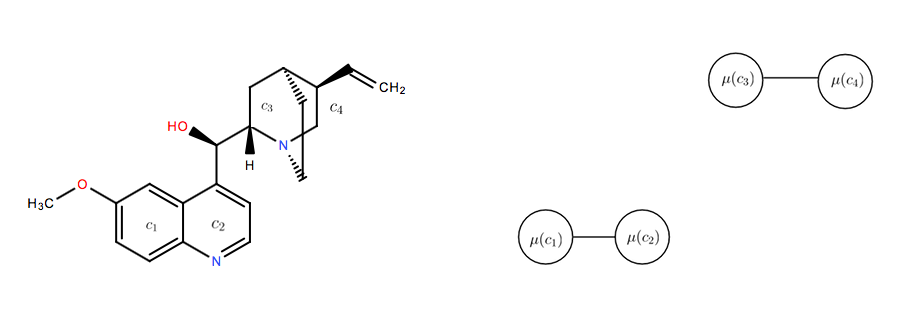 CH₂
c₃
c₄
HO
N
H
O
H₃C
c₁
c₂
N
μ(c₃)
μ(c₄)
μ(c₁)
μ(c₂)